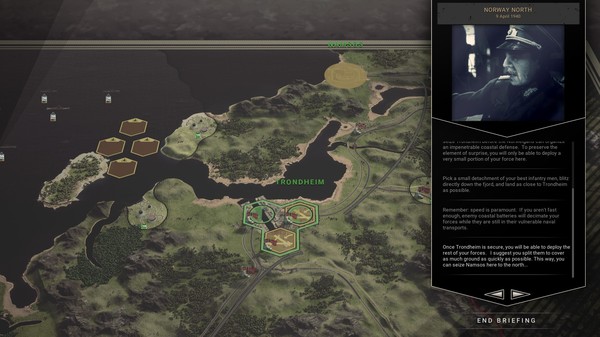 NORWAY NORTH
9 April 1940
an impenetrable coastal defense. To preserve the
element of surprise, you will only be able to deploy a
very small portion of your force here.
Pick a small detachment of your best infantry men, blitz
directly down the fjord, and land as close to Trondheim
as possible.
Remember: speed is paramount. If you aren't fast
enough, enemy coastal batteries will decimate your
forces while they are still in their vulnerable naval
transports.
Once Trondheim is secure, you will be able to deploy the
rest of your forces. I suggest you split them to cover
as much ground as quickly as possible. This way, you
can seize Namsos here to the north...
END BRIEFING
TRONDHEIM